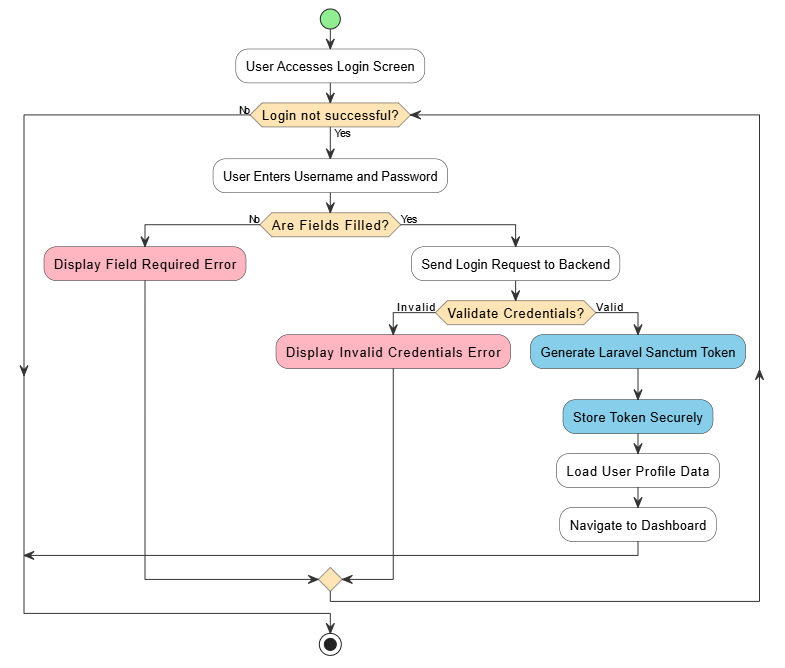 User Accesses Login Screen
No
Login not successful?
Yes
User Enters Username and Password
No
Are Fields Filled?
Yes
Display Field Required Error
Send Login Request to Backend
Invalid
Validate Credentials?
Valid
Display Invalid Credentials Error
Generate Laravel Sanctum Token
Store Token Securely
Load User Profile Data
Navigate to Dashboard